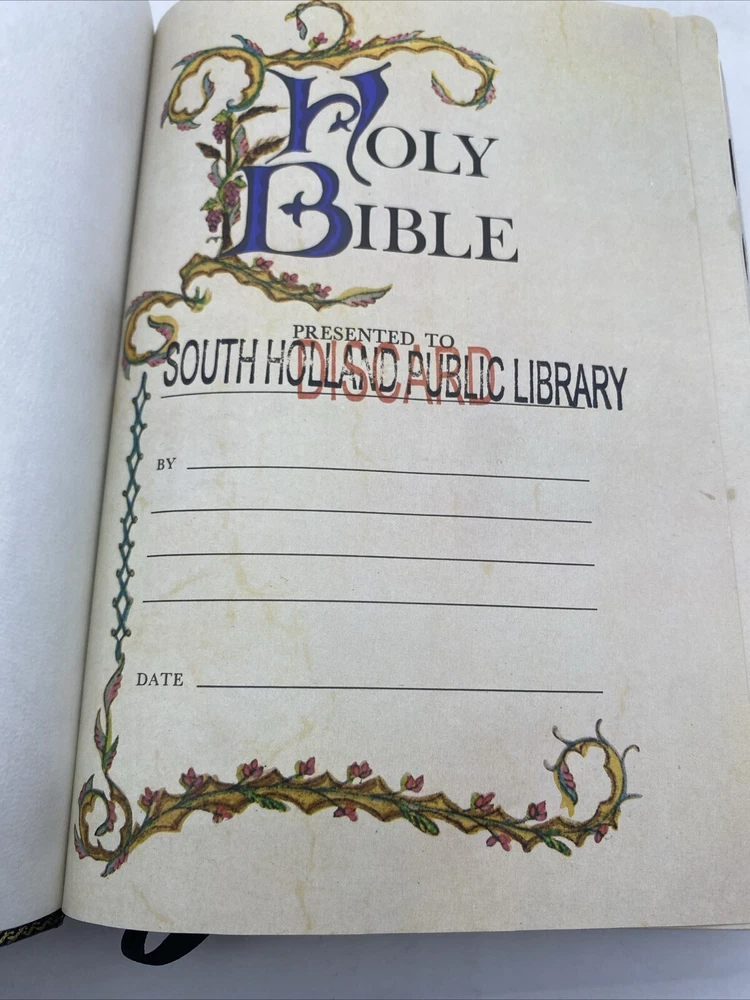 HOLY
BIBLE
PRESENTED TO
SOUTH HOLLAND PUBLIC LIBRARY
DISCARD
BY
DATE